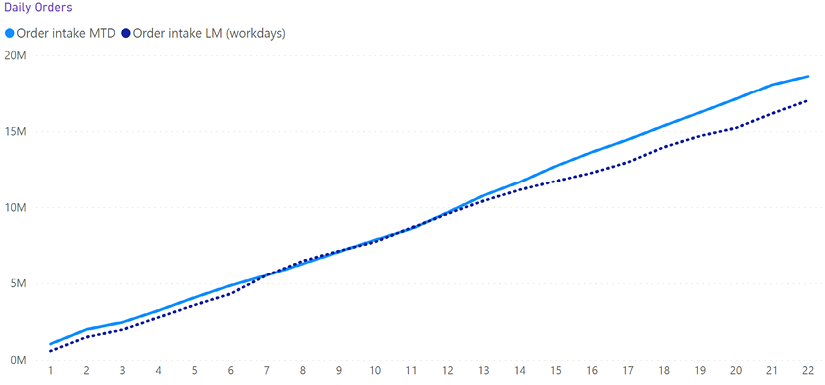 Daily Orders
Order intake MTD Order intake LM (workdays)
20M
15M
10M
5M
0M
1 2 3 4 5 6 7 8 9 10 11 12 13 14 15 16 17 18 19 20 21 22